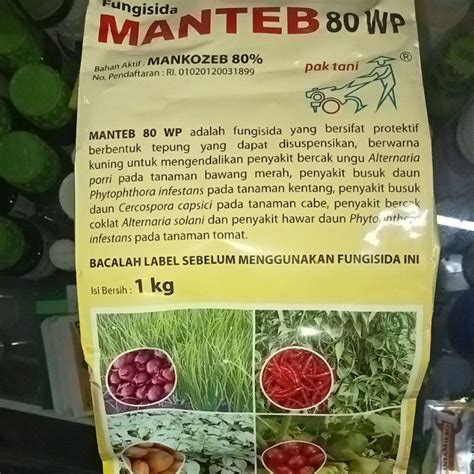 Fungisida
MANTEB 80 WP
Bahan Aktif : MANKOZEB 80%
No. Pendaftaran : RI. 01020120031899
pak tani
®
MANTEB 80 WP adalah fungisida yang bersifat protektif
berbentuk tepung yang dapat disuspensikan, berwarna
kuning untuk mengendalikan penyakit bercak ungu Alternaria
porri pada tanaman bawang merah, penyakit busuk daun
Phytophthora infestans pada tanaman kentang, penyakit busuk
daun Cercospora capsici pada tanaman cabe, penyakit bercak
coklat Alternaria solani dan penyakit hawar daun Phytophthora
infestans pada tanaman tomat.
BACALAH LABEL SEBELUM MENGGUNAKAN FUNGISIDA INI
Isi Bersih : 1 kg